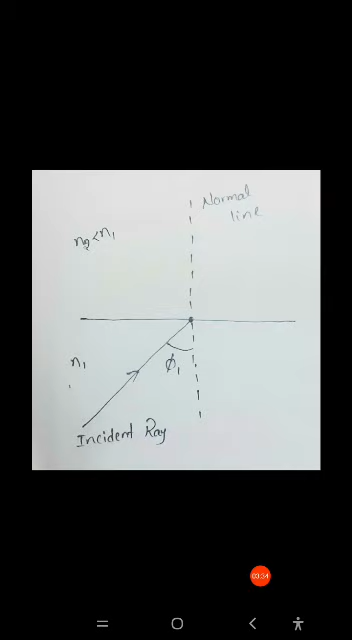 Normal
line
n2 < n1
n1
φ1
Incident Ray
03:34